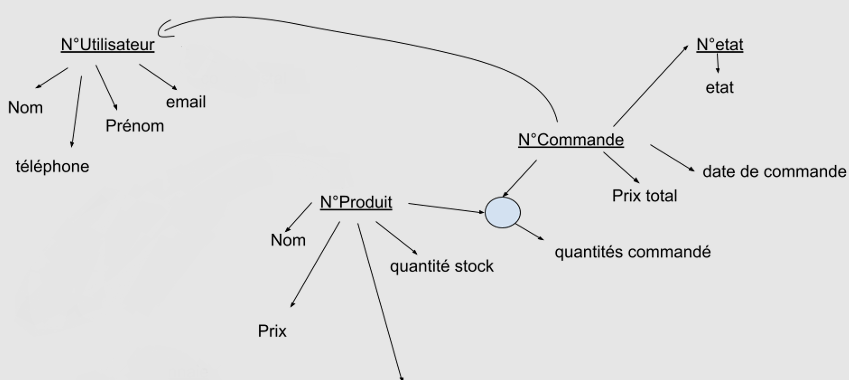 N°Utilisateur
N°etat
etat
Nom
email
Prénom
téléphone
N°Commande
date de commande
Prix total
N°Produit
Nom
quantité stock
quantités commandé
Prix